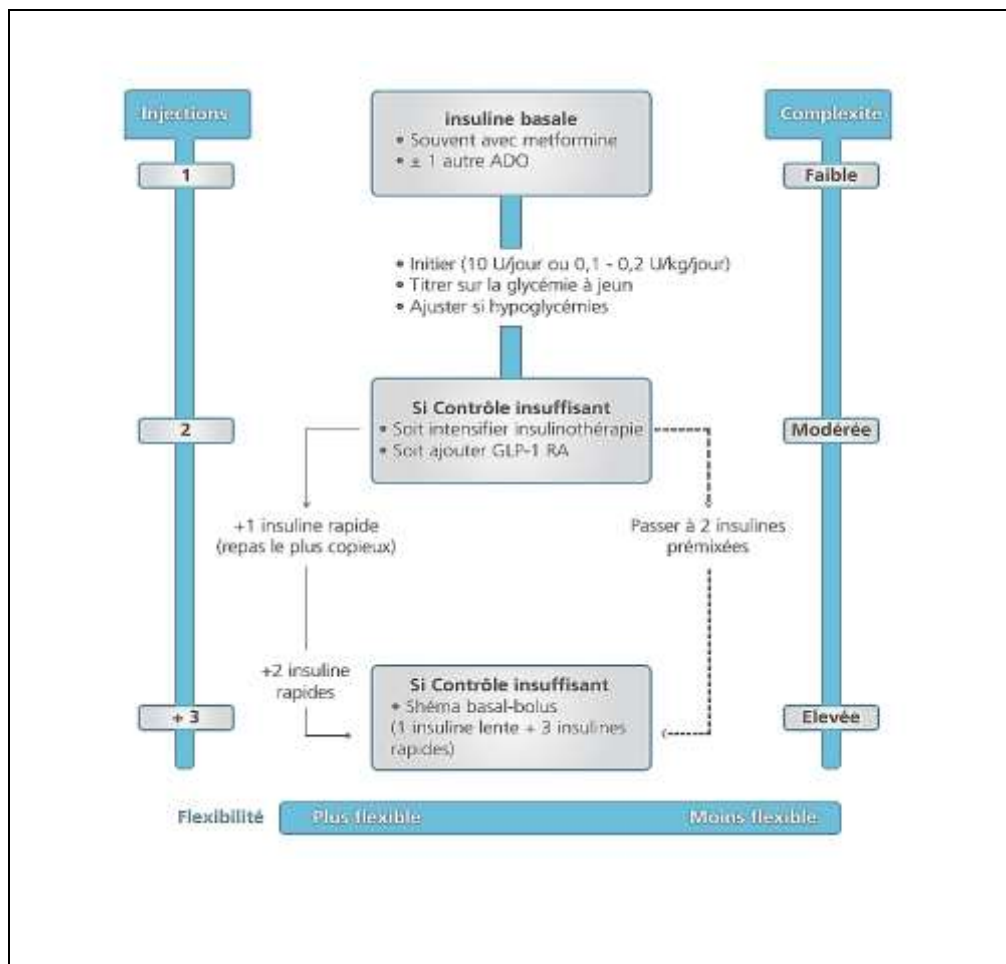 Injections
insuline basale
• Souvent avec metformine
• ± 1 autre ADO
Complexite
1
Faible
• Initier (10 U/jour ou 0,1 - 0,2 U/kg/jour)
• Titrer sur la glycémie à jeun
• Ajuster si hypoglycémies
2
Si Contrôle insuffisant
• Soit intensifier insulinothérapie
• Soit ajouter GLP-1 RA
Modérée
+1 insuline rapide
(repas le plus copieux)
Passer à 2 insulines
prémixées
+2 insuline
rapides
+ 3
Si Contrôle insuffisant
• Shéma basal-bolus
(1 insuline lente + 3 insulines
rapides)
Elevée
Flexibilité
Plus flexible
Moins flexible